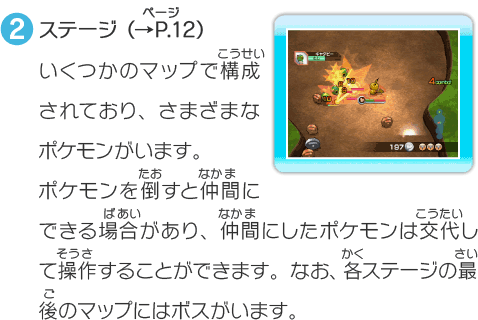 2 ステージ（→P.12）
いくつかのマップで構成
されており、さまざまな
ポケモンがいます。
ポケモンを倒すと仲間に
できる場合があり、仲間にしたポケモンは交代し
て操作することができます。なお、各ステージの最
後のマップにはボスがいます。
197